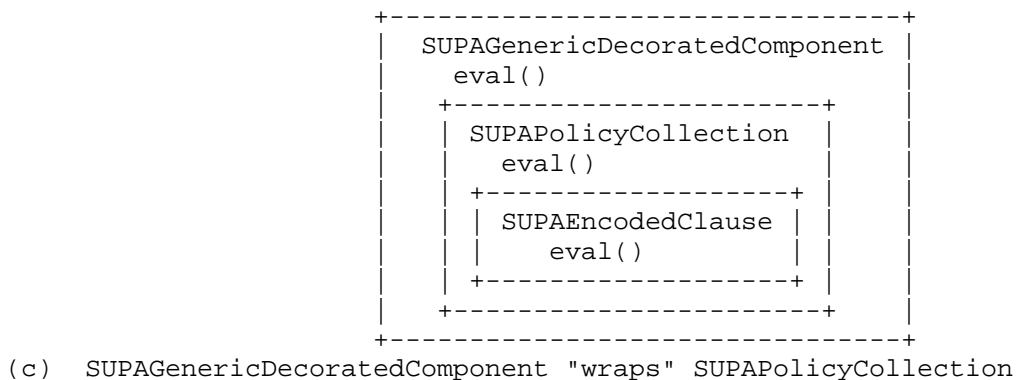 SUPAGenericDecoratedComponent
eval()
SUPAPolicyCollection
eval()
SUPAEncodedClause
eval()
(c) SUPAGenericDecoratedComponent "wraps" SUPAPolicyCollection